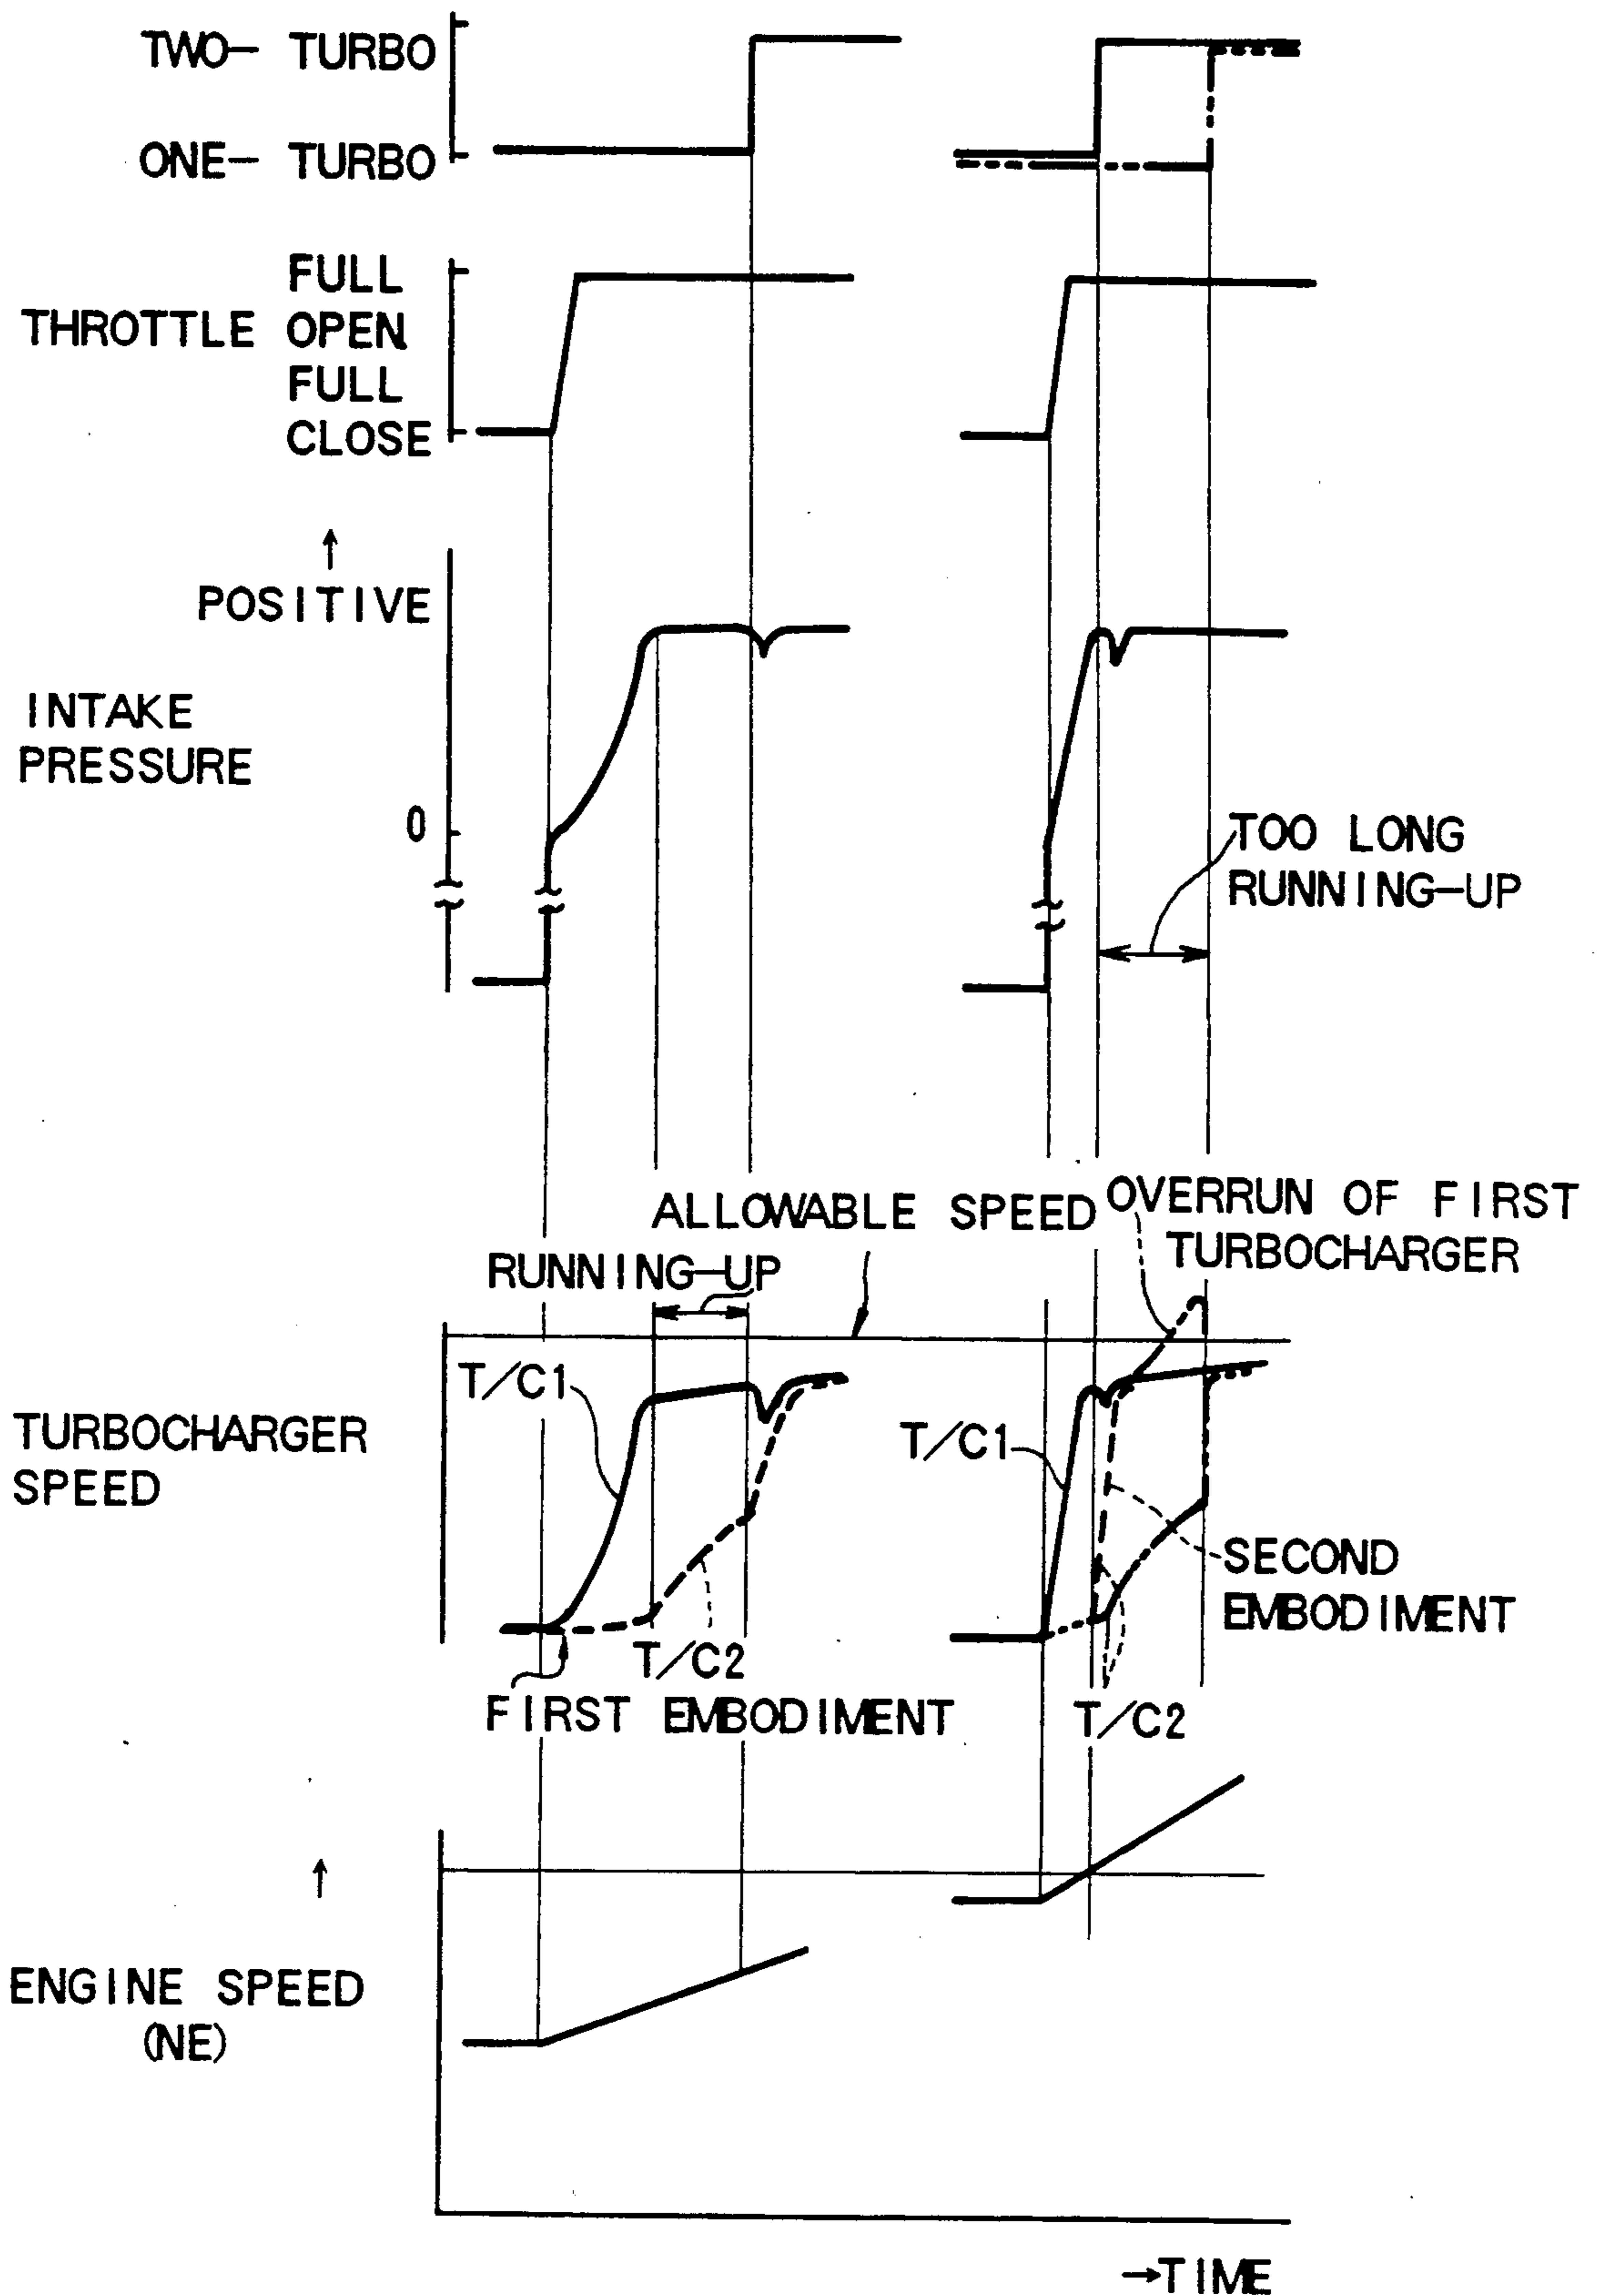 TWO- TURBO
ONE- TURBO
FULL
THROTTLE OPEN
FULL
CLOSE
↑
POSITIVE
INTAKE
PRESSURE
0
TOO LONG
RUNNING-UP
ALLOWABLE SPEED
OVERRUN OF FIRST
TURBOCHARGER
RUNNING-UP
T/C1
T/C1
TURBOCHARGER
SPEED
SECOND
EMBODIMENT
T/C2
T/C2
FIRST EMBODIMENT
↑
ENGINE SPEED
(NE)
→TIME